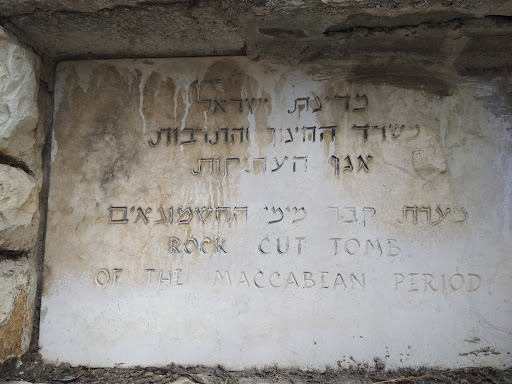 מדינת ישראל
משרד החינוך והתרבות
אגף העתיקות
מערת קבר מימי החשמונאים
ROCK CUT TOMB
OF THE MACCABEAN PERIOD